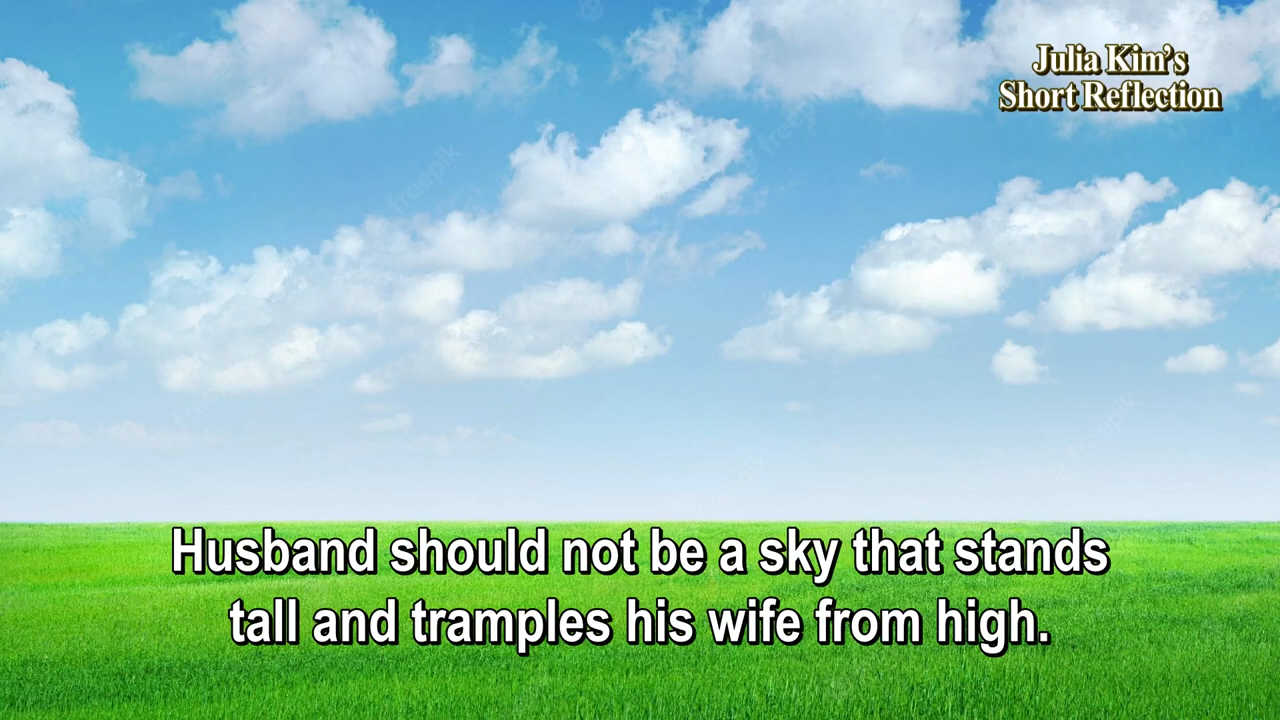 Julia Kim's
Short Reflection
Husband should not be a sky that stands
tall and tramples his wife from high.